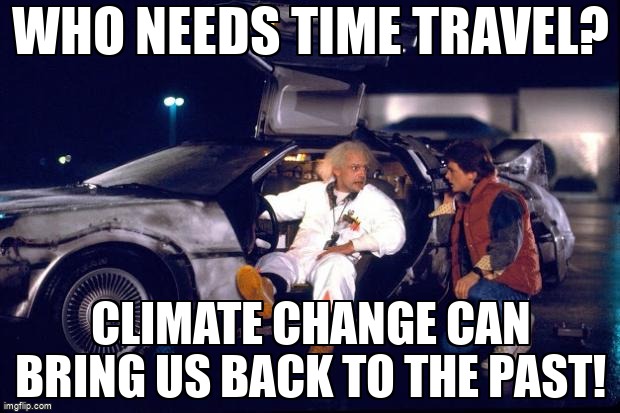 WHO NEEDS TIME TRAVEL?
CLIMATE CHANGE CAN
BRING US BACK TO THE PAST!
imgflip.com